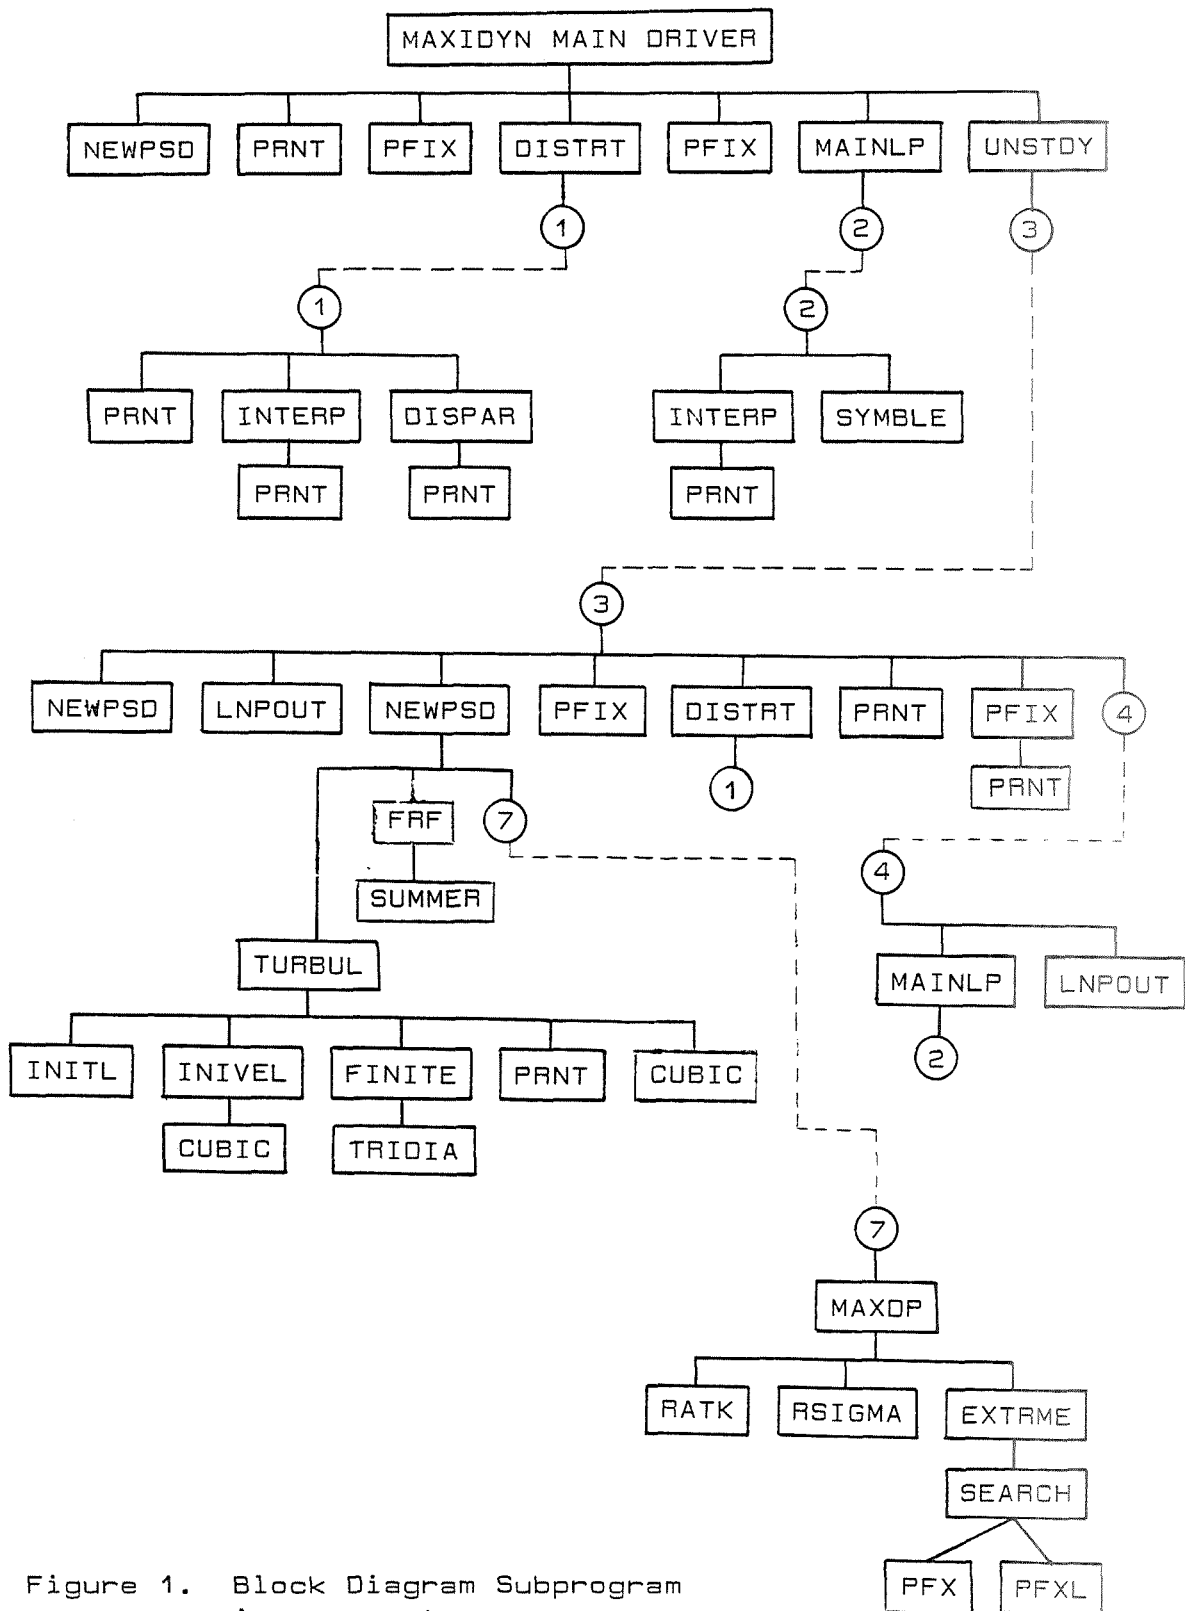 MAXIDYN MAIN DRIVER
NEWPSD PRNT PFIX DISTRT PFIX MAINLP UNSTDY
1 2 3
1 2
PRNT INTERP DISPAR INTERP SYMBLE
PRNT PRNT PRNT
3
NEWPSD LNPOUT NEWPSD PFIX DISTRT PRNT PFIX 4
1 PRNT
FRF 7
4
SUMMER
TURBUL
MAINLP LNPOUT
2
INITL INIVEL FINITE PRNT CUBIC
CUBIC TRIDIA
7
MAXDP
RATK RSIGMA EXTRME
SEARCH
PFX PFXL
Figure 1. Block Diagram Subprogram